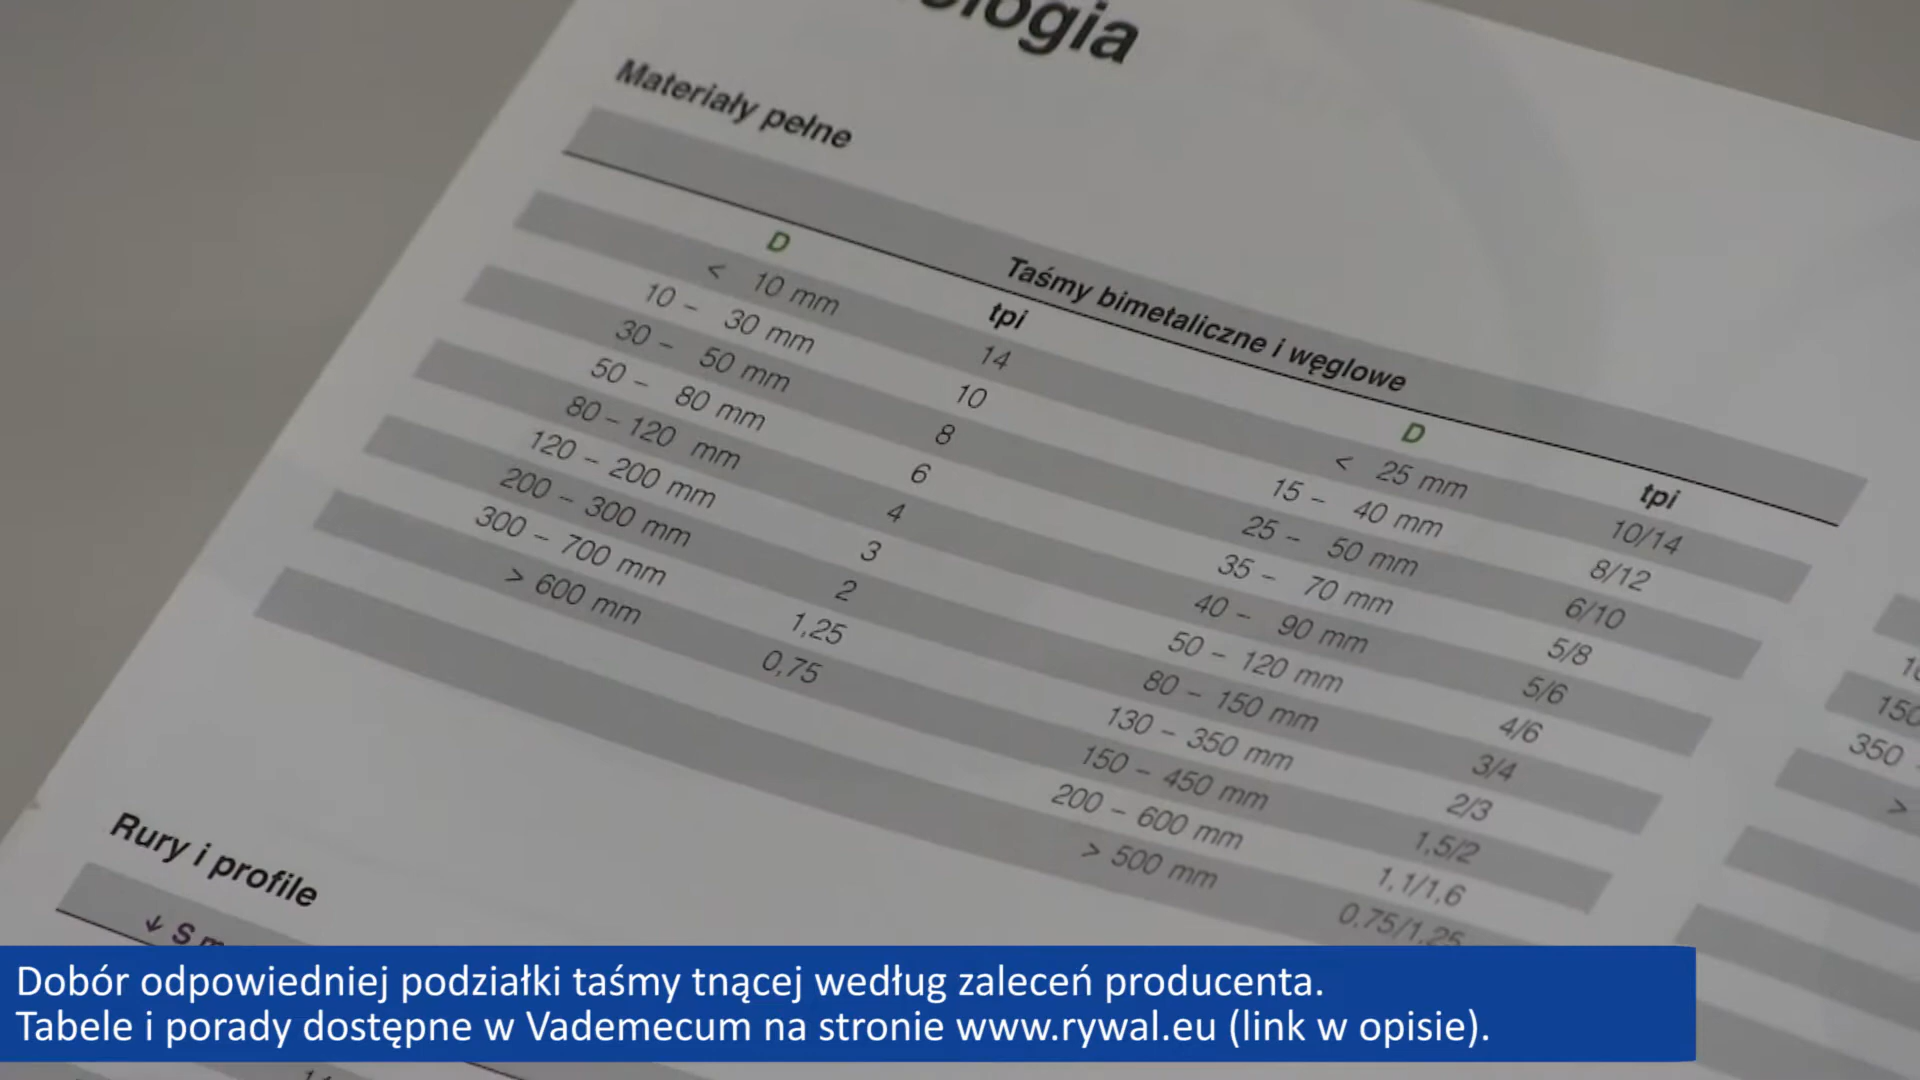 Materiały pełne
Taśmy bimetaliczne i węglowe
D tpi D tpi
< 10 mm 14 < 25 mm 10/14
10 – 30 mm 10 15 – 40 mm 8/12
30 – 50 mm 8 25 – 50 mm 6/10
50 – 80 mm 6 35 – 70 mm 5/8
80 – 120 mm 4 40 – 90 mm 5/6
120 – 200 mm 3 50 – 120 mm 4/6
200 – 300 mm 2 80 – 150 mm 3/4
300 – 700 mm 1,25 130 – 350 mm 2/3
> 600 mm 0,75 150 – 450 mm 1,5/2
200 – 600 mm 1,1/1,6
> 500 mm 0,75/1,25
Rury i profile
Dobór odpowiedniej podziałki taśmy tnącej według zaleceń producenta.
Tabele i porady dostępne w Vademecum na stronie www.rywal.eu (link w opisie).